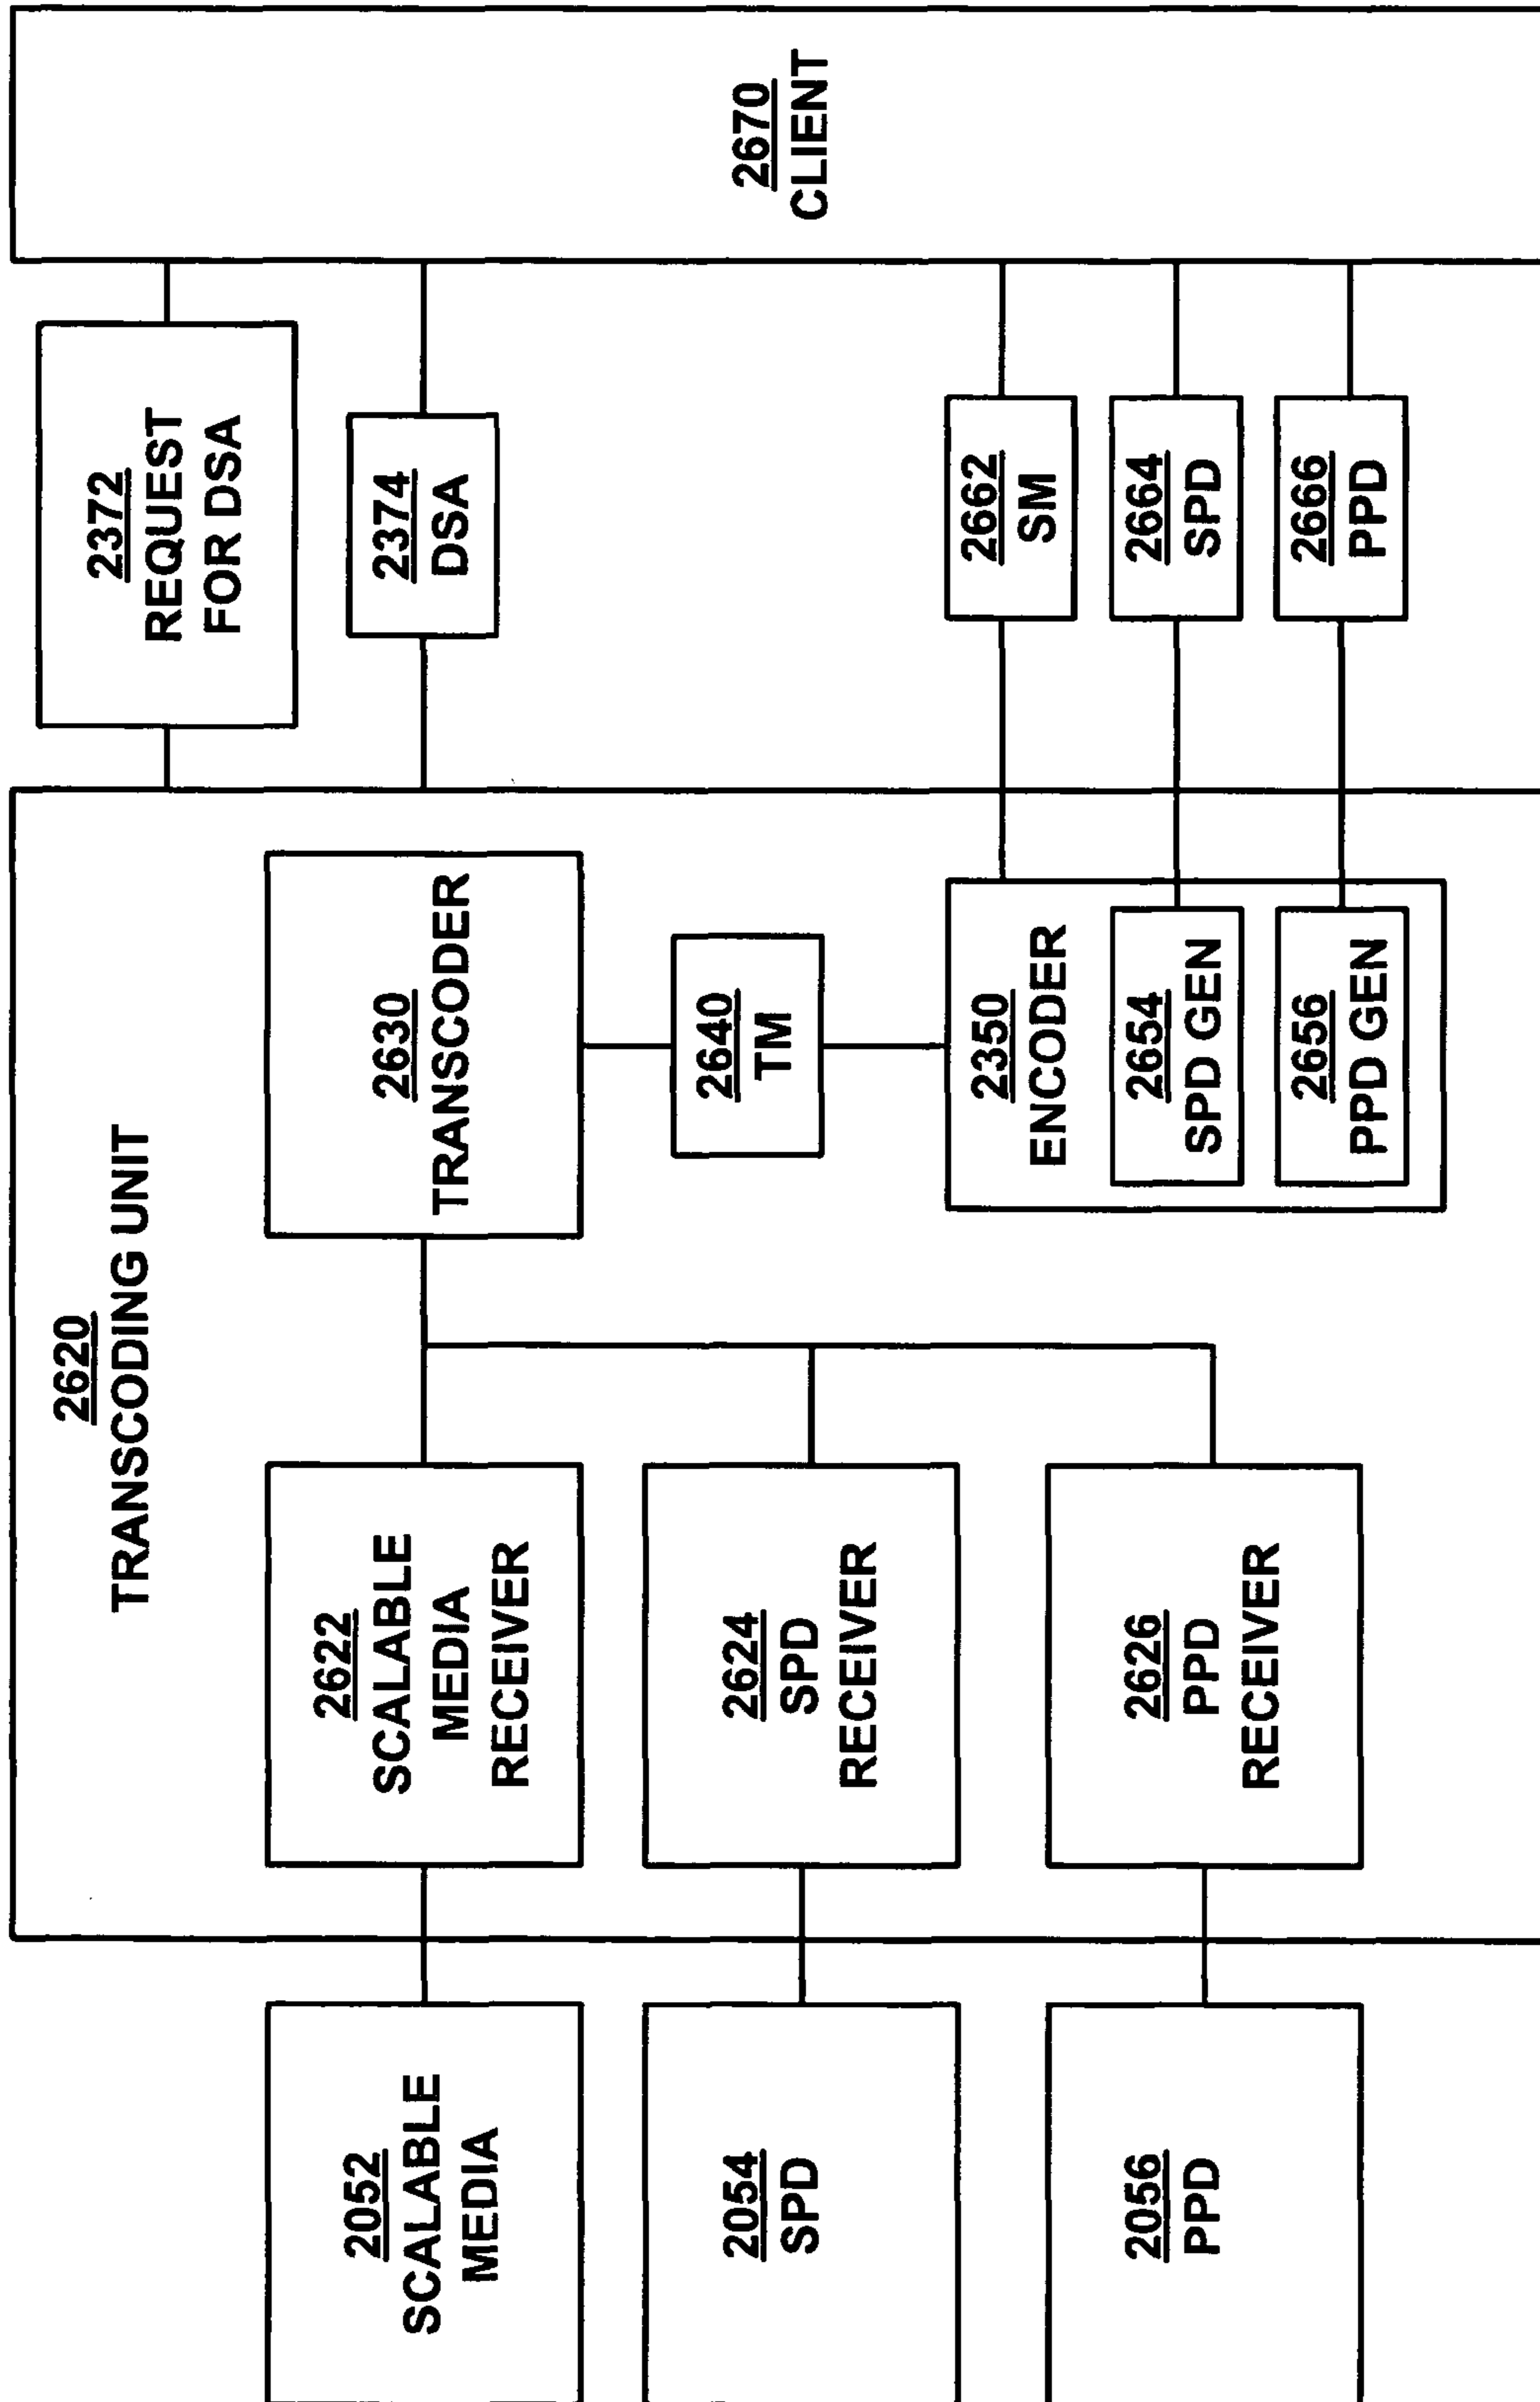 2620
TRANSCODING UNIT
2052
SCALABLE
MEDIA
2622
SCALABLE
MEDIA
RECEIVER
2630
TRANSCODER
2372
REQUEST
FOR DSA
2374
DSA
2054
SPD
2624
SPD
RECEIVER
2640
TM
2670
CLIENT
2056
PPD
2626
PPD
RECEIVER
2350
ENCODER
2654
SPD GEN
2656
PPD GEN
2662
SM
2664
SPD
2666
PPD